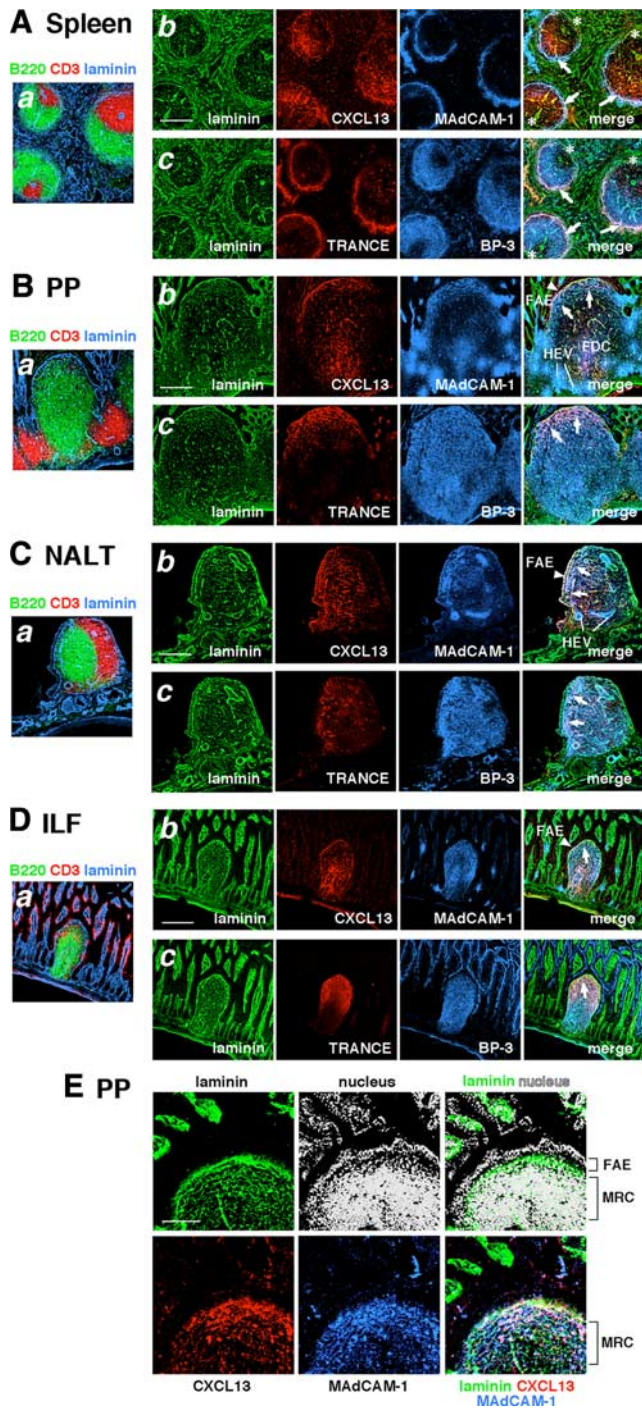 A Spleen
B220 CD3 laminin
a
b
laminin
CXCL13
MAdCAM-1
merge
*
*
*
c
laminin
TRANCE
BP-3
merge
*
*
*
B PP
B220 CD3 laminin
a
b
laminin
CXCL13
MAdCAM-1
FAE
FDC
HEV
merge
c
laminin
TRANCE
BP-3
merge
C NALT
B220 CD3 laminin
a
b
laminin
CXCL13
MAdCAM-1
FAE
HEV
merge
c
laminin
TRANCE
BP-3
merge
D ILF
B220 CD3 laminin
a
b
laminin
CXCL13
MAdCAM-1
FAE
merge
c
laminin
TRANCE
BP-3
merge
E PP
laminin
nucleus
laminin nucleus
FAE
MRC
MRC
CXCL13
MAdCAM-1
laminin CXCL13
MAdCAM-1